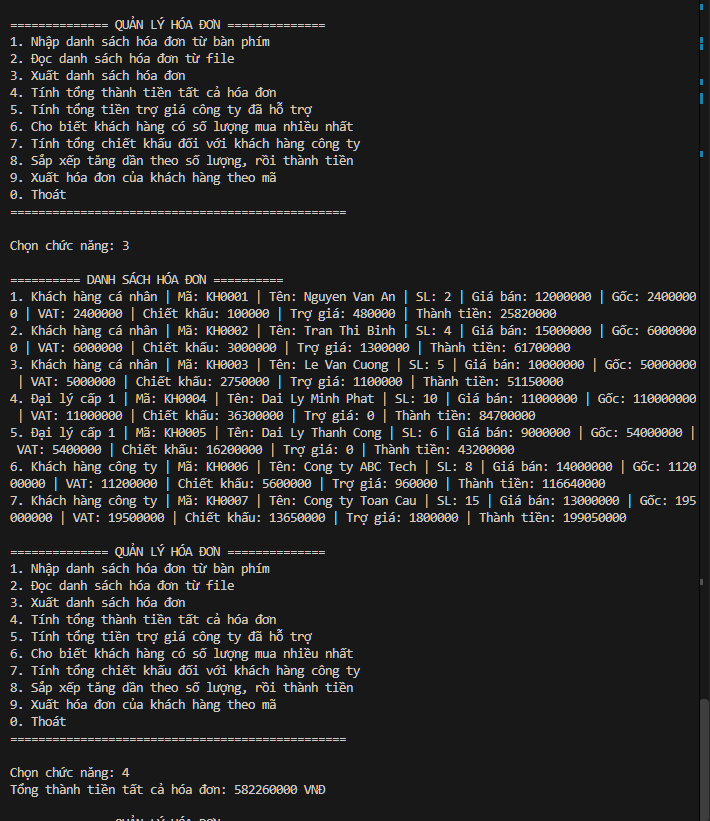 ============== QUẢN LÝ HÓA ĐƠN ==============
1. Nhập danh sách hóa đơn từ bàn phím
2. Đọc danh sách hóa đơn từ file
3. Xuất danh sách hóa đơn
4. Tính tổng thành tiền tất cả hóa đơn
5. Tính tổng tiền trợ giá công ty đã hỗ trợ
6. Cho biết khách hàng có số lượng mua nhiều nhất
7. Tính tổng chiết khấu đối với khách hàng công ty
8. Sắp xếp tăng dần theo số lượng, rồi thành tiền
9. Xuất hóa đơn của khách hàng theo mã
0. Thoát
================================================
Chọn chức năng: 3
========== DANH SÁCH HÓA ĐƠN ==========
1. Khách hàng cá nhân | Mã: KH0001 | Tên: Nguyen Van An | SL: 2 | Giá bán: 12000000 | Gốc: 2400000
0 | VAT: 2400000 | Chiết khấu: 100000 | Trợ giá: 480000 | Thành tiền: 25820000
2. Khách hàng cá nhân | Mã: KH0002 | Tên: Tran Thi Binh | SL: 4 | Giá bán: 15000000 | Gốc: 6000000
0 | VAT: 6000000 | Chiết khấu: 3000000 | Trợ giá: 1300000 | Thành tiền: 61700000
3. Khách hàng cá nhân | Mã: KH0003 | Tên: Le Van Cuong | SL: 5 | Giá bán: 10000000 | Gốc: 50000000
| VAT: 5000000 | Chiết khấu: 2750000 | Trợ giá: 1100000 | Thành tiền: 51150000
4. Đại lý cấp 1 | Mã: KH0004 | Tên: Dai Ly Minh Phat | SL: 10 | Giá bán: 11000000 | Gốc: 110000000
| VAT: 11000000 | Chiết khấu: 36300000 | Trợ giá: 0 | Thành tiền: 84700000
5. Đại lý cấp 1 | Mã: KH0005 | Tên: Dai Ly Thanh Cong | SL: 6 | Giá bán: 9000000 | Gốc: 54000000 |
VAT: 5400000 | Chiết khấu: 16200000 | Trợ giá: 0 | Thành tiền: 43200000
6. Khách hàng công ty | Mã: KH0006 | Tên: Cong ty ABC Tech | SL: 8 | Giá bán: 14000000 | Gốc: 1120
00000 | VAT: 11200000 | Chiết khấu: 5600000 | Trợ giá: 960000 | Thành tiền: 116640000
7. Khách hàng công ty | Mã: KH0007 | Tên: Cong ty Toan Cau | SL: 15 | Giá bán: 13000000 | Gốc: 195
000000 | VAT: 19500000 | Chiết khấu: 13650000 | Trợ giá: 1800000 | Thành tiền: 199050000
============== QUẢN LÝ HÓA ĐƠN ==============
1. Nhập danh sách hóa đơn từ bàn phím
2. Đọc danh sách hóa đơn từ file
3. Xuất danh sách hóa đơn
4. Tính tổng thành tiền tất cả hóa đơn
5. Tính tổng tiền trợ giá công ty đã hỗ trợ
6. Cho biết khách hàng có số lượng mua nhiều nhất
7. Tính tổng chiết khấu đối với khách hàng công ty
8. Sắp xếp tăng dần theo số lượng, rồi thành tiền
9. Xuất hóa đơn của khách hàng theo mã
0. Thoát
================================================
Chọn chức năng: 4
Tổng thành tiền tất cả hóa đơn: 582260000 VNĐ